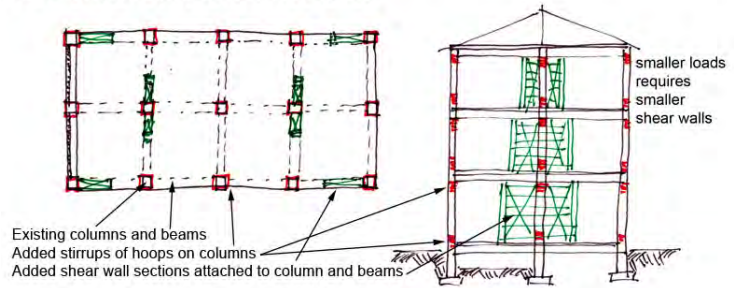 smaller loads
requires
smaller
shear walls
Existing columns and beams
Added stirrups of hoops on columns
Added shear wall sections attached to column and beams